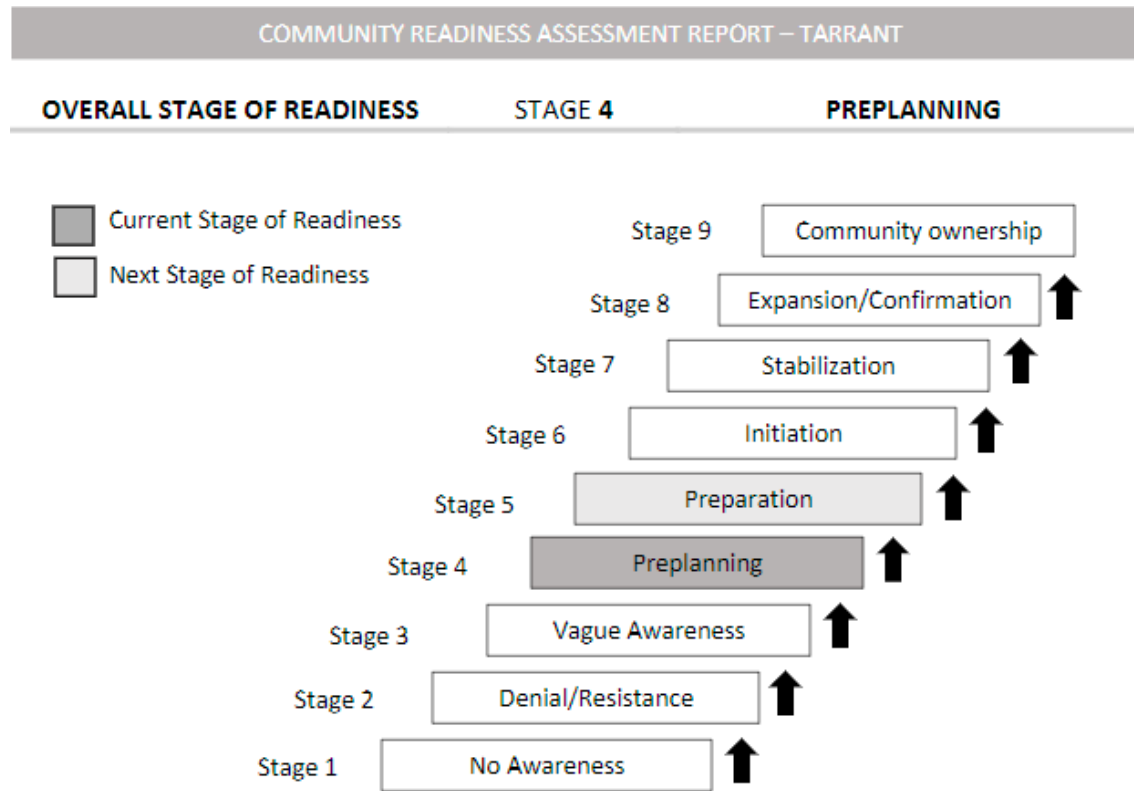 COMMUNITY READINESS ASSESSMENT REPORT – TARRANT
OVERALL STAGE OF READINESS STAGE 4 PREPLANNING
Current Stage of Readiness
Next Stage of Readiness
Stage 9 Community ownership
Stage 8 Expansion/Confirmation
Stage 7 Stabilization
Stage 6 Initiation
Stage 5 Preparation
Stage 4 Preplanning
Stage 3 Vague Awareness
Stage 2 Denial/Resistance
Stage 1 No Awareness